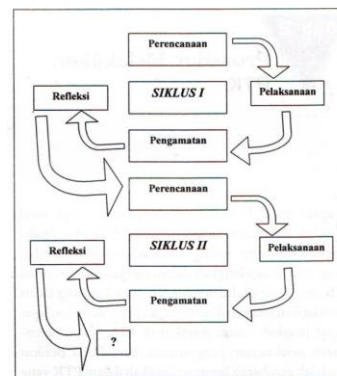 Perencanaan
Refleksi
SIKLUS I
Pelaksanaan
Pengamatan
Perencanaan
Refleksi
SIKLUS II
Pelaksanaan
Pengamatan
?